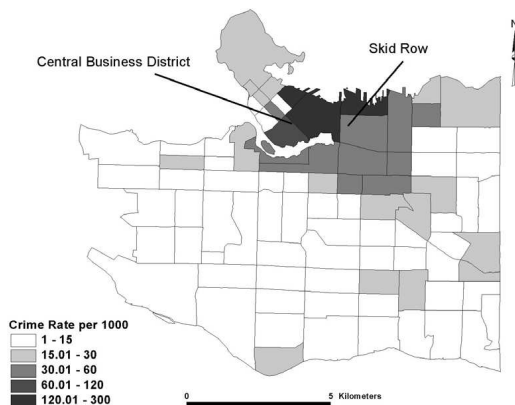 N
Skid Row
Central Business District
Crime Rate per 1000
1 - 15
15.01 - 30
30.01 - 60
60.01 - 120
120.01 - 300
0 5 Kilometers